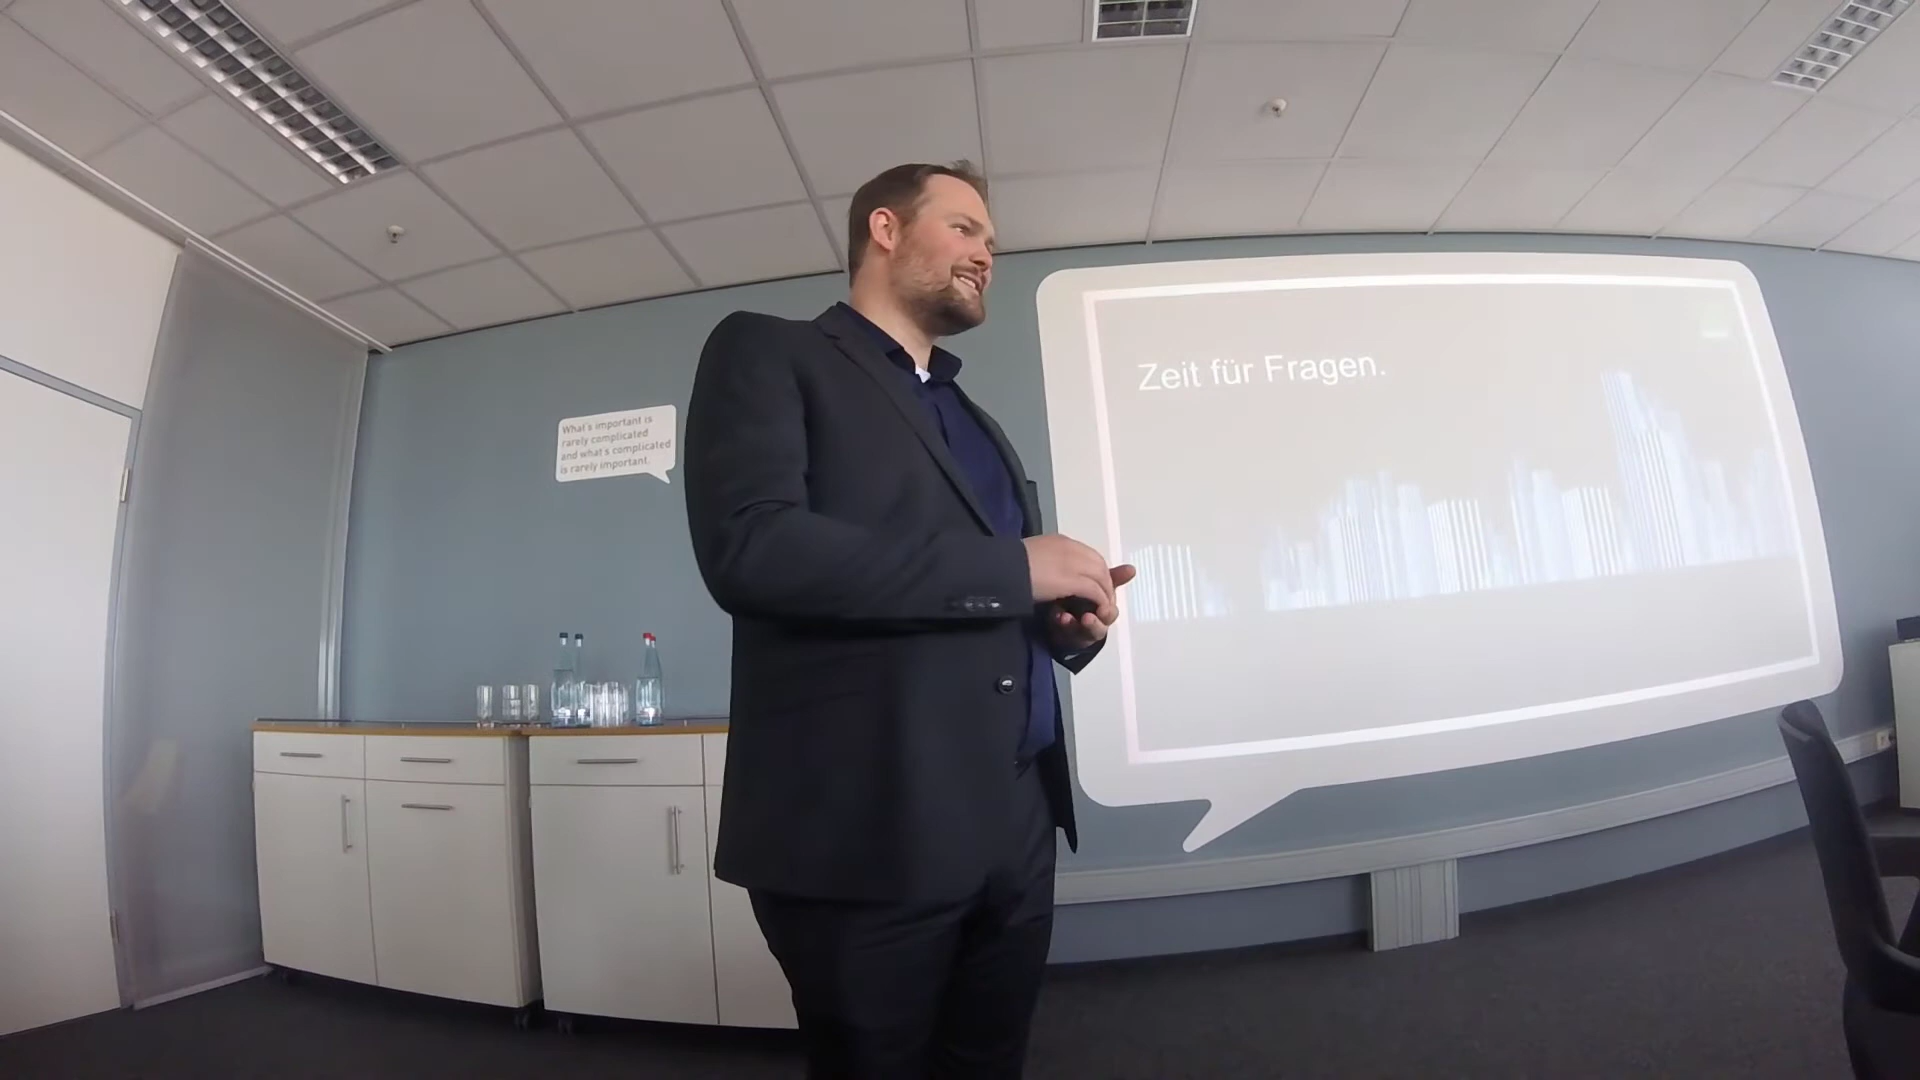 What's important is
rarely complicated
and what's complicated
is rarely important.
Zeit für Fragen.